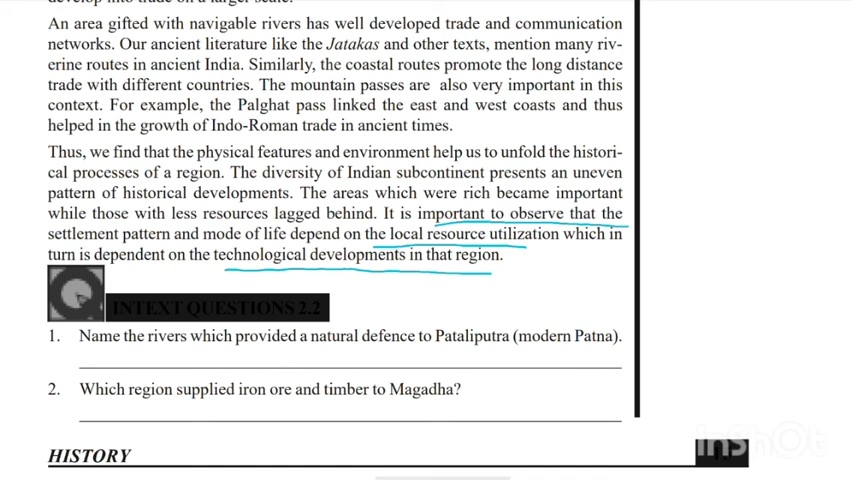 An area gifted with navigable rivers has well developed trade and communication
networks. Our ancient literature like the Jatakas and other texts, mention many riv-
erine routes in ancient India. Similarly, the coastal routes promote the long distance
trade with different countries. The mountain passes are also very important in this
context. For example, the Palghat pass linked the east and west coasts and thus
helped in the growth of Indo-Roman trade in ancient times.
Thus, we find that the physical features and environment help us to unfold the histori-
cal processes of a region. The diversity of Indian subcontinent presents an uneven
pattern of historical developments. The areas which were rich became important
while those with less resources lagged behind. It is important to observe that the
settlement pattern and mode of life depend on the local resource utilization which in
turn is dependent on the technological developments in that region.
INTEXT QUESTIONS 2.2
1. Name the rivers which provided a natural defence to Pataliputra (modern Patna).
2. Which region supplied iron ore and timber to Magadha?
HISTORY
InShOt